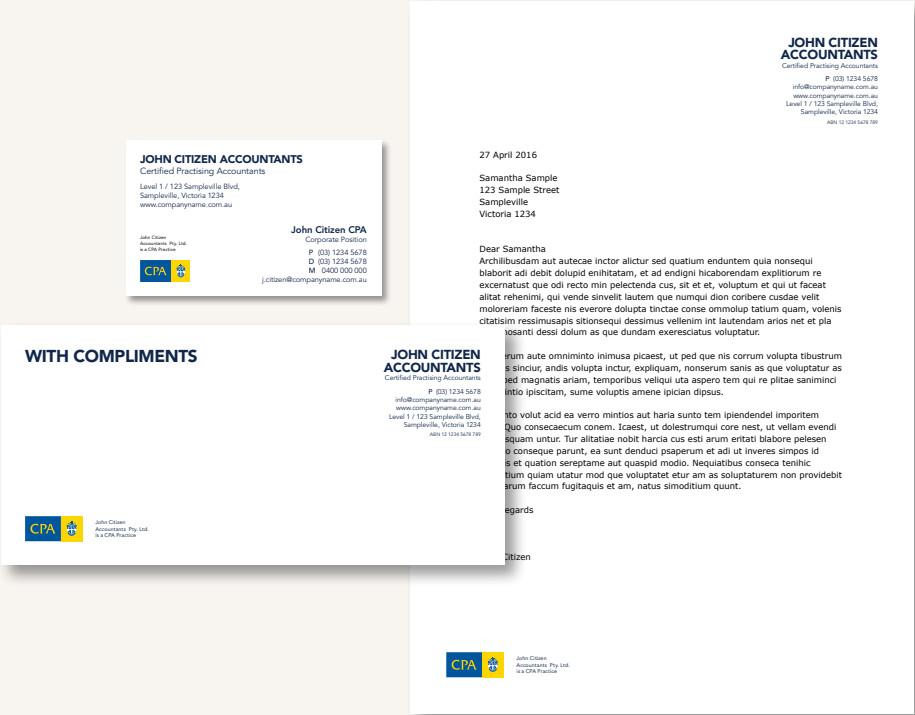 JOHN CITIZEN ACCOUNTANTS
Certified Practising Accountants
Level 1 / 123 Sampleville Blvd,
Sampleville, Victoria 1234
www.companyname.com.au
John Citizen CPA
Corporate Position
P (03) 1234 5678
D (03) 1234 5678
M 0400 000 000
j.citizen@companyname.com.au
John Citizen
Accountants Pty. Ltd.
is a CPA Practice
CPA
WITH COMPLIMENTS
JOHN CITIZEN
ACCOUNTANTS
Certified Practising Accountants
P (03) 1234 5678
info@companyname.com.au
www.companyname.com.au
Level 1 / 123 Sampleville Blvd,
Sampleville, Victoria 1234
ABN 12 1234 5678 789
CPA
John Citizen
Accountants Pty. Ltd.
is a CPA Practice
JOHN CITIZEN
ACCOUNTANTS
Certified Practising Accountants
P (03) 1234 5678
info@companyname.com.au
www.companyname.com.au
Level 1 / 123 Sampleville Blvd,
Sampleville, Victoria 1234
ABN 12 1234 5678 789
27 April 2016
Samantha Sample
123 Sample Street
Sampleville
Victoria 1234
Dear Samantha
Archilibusdam aut autecae inctor alictur sed quatium enduntem quia nonsequi
blaborit adi debit dolupid enihitatam, et ad endigni hicaborendam explitiorum re
excernatust que odi recto min pelectenda cus, sit et et, voluptum et qui ut faceat
alitat rehenimi, qui vende sinvelit lautem que numqui dion coribere cusdae velit
moloreriam faceste nis everore dolupta tinctae conse ommolup tatium quam, volenis
citatisim ressimusapis sitionsequi dessimus vellenim int lautendam arios net et pla
nosanti dessi dolum as que dundam exeresciatus voluptatur.
erum aute omniminto inimusa picaest, ut ped que nis corrum volupta tibustrum
s sinciur, andis volupta inctur, expliquam, nonserum sanis as que voluptatur as
ped magnatis ariam, temporibus veliqui uta aspero tem qui re plitae saniminci
intio ipiscitam, sume voluptis amene ipician dipsus.
nto volut acid ea verro mintios aut haria sunto tem ipiendendel imporitem
Quo consecaecum conem. Icaest, ut dolestrumqui core nest, ut vellam evendi
squam untur. Tur alitatiae nobit harcia cus esti arum eritati blabore pelesen
o conseque parunt, ea sunt denduci psaperum et adi ut inveres simpos id
s et quation sereptame aut quaspid modio. Nequiatibus conseca tenihic
tium quiam utatur mod que voluptatet etur am as soluptaturem non providebit
arum faccum fugitaquis et am, natus simoditium quunt.
egards
Citizen
CPA
John Citizen
Accountants Pty. Ltd.
is a CPA Practice